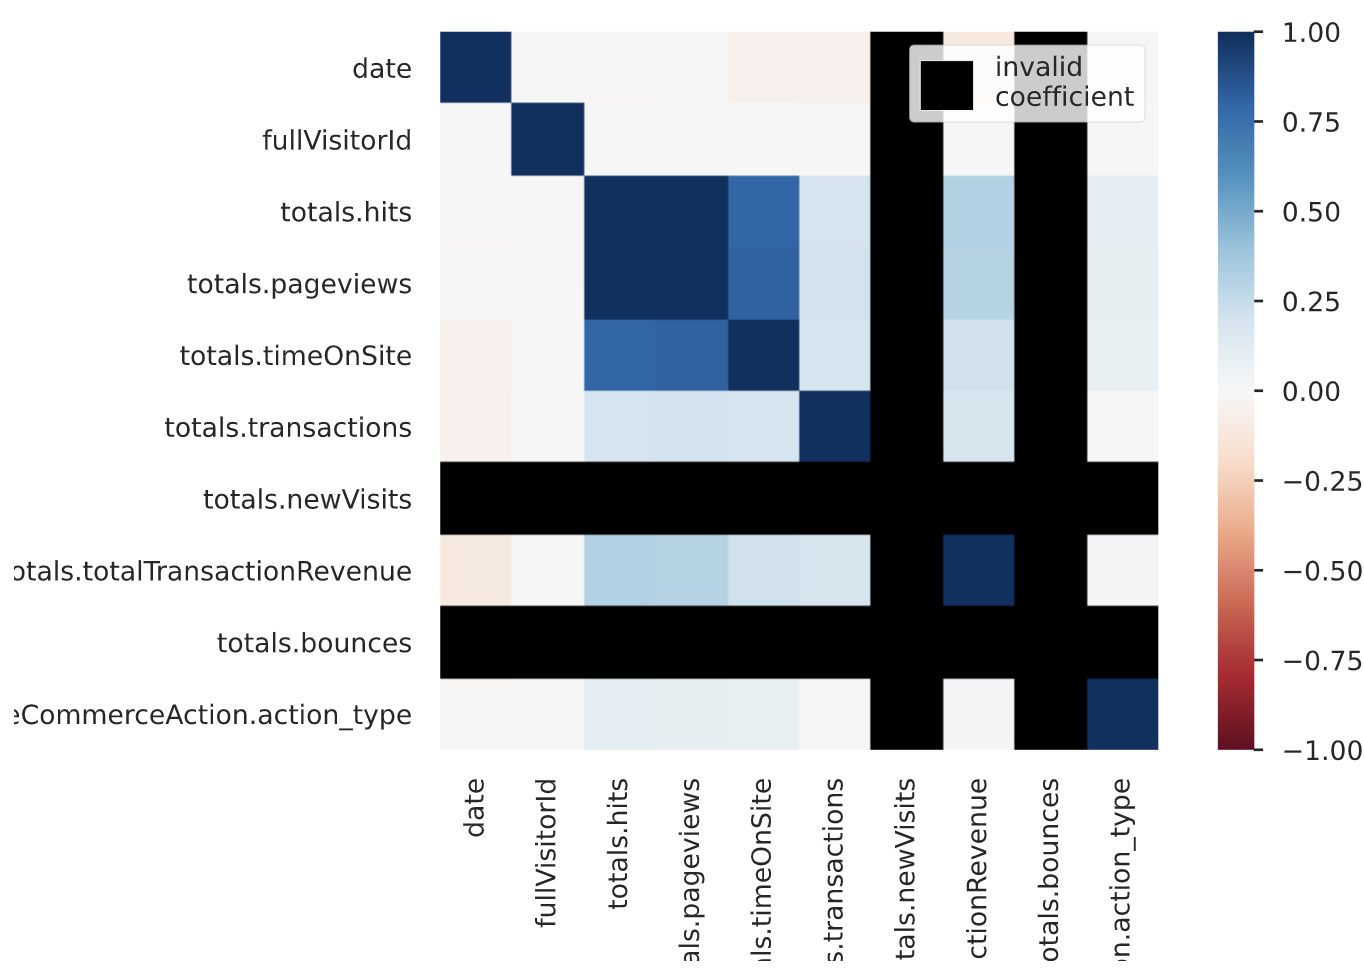 date
fullVisitorId
totals.hits
totals.pageviews
totals.timeOnSite
totals.transactions
totals.newVisits
otals.totalTransactionRevenue
totals.bounces
eCommerceAction.action_type
invalid
coefficient
1.00
0.75
0.50
0.25
0.00
−0.25
−0.50
−0.75
−1.00
date
fullVisitorId
totals.hits
als.pageviews
ls.timeOnSite
s.transactions
tals.newVisits
ctionRevenue
otals.bounces
on.action_type